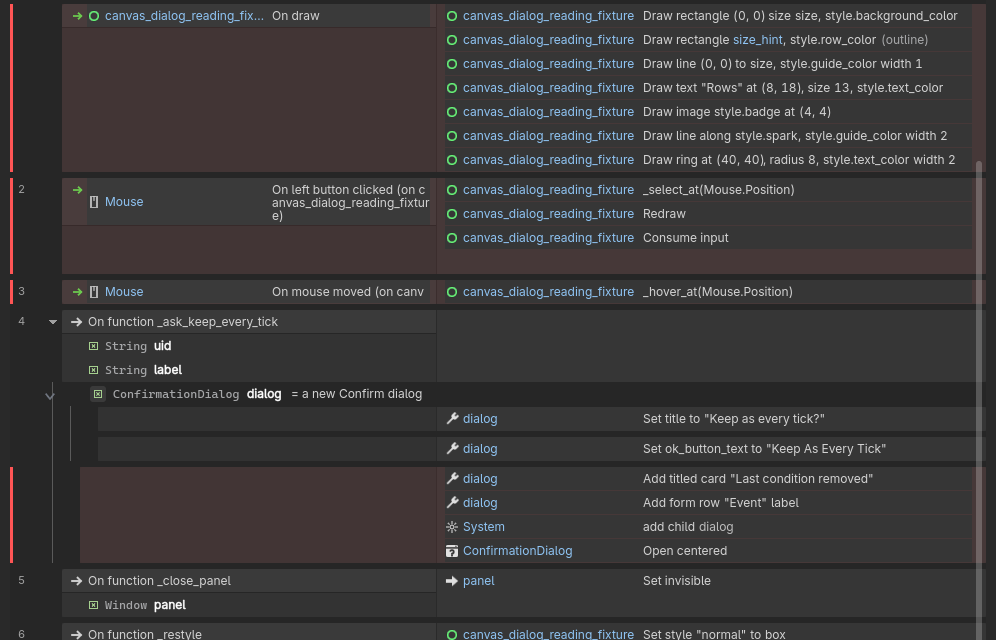 canvas_dialog_reading_fix... On draw
canvas_dialog_reading_fixture Draw rectangle (0, 0) size size, style.background_color
canvas_dialog_reading_fixture Draw rectangle size_hint, style.row_color (outline)
canvas_dialog_reading_fixture Draw line (0, 0) to size, style.guide_color width 1
canvas_dialog_reading_fixture Draw text "Rows" at (8, 18), size 13, style.text_color
canvas_dialog_reading_fixture Draw image style.badge at (4, 4)
canvas_dialog_reading_fixture Draw line along style.spark, style.guide_color width 2
canvas_dialog_reading_fixture Draw ring at (40, 40), radius 8, style.text_color width 2
2
Mouse
On left button clicked (on c
anvas_dialog_reading_fixtur
e)
canvas_dialog_reading_fixture _select_at(Mouse.Position)
canvas_dialog_reading_fixture Redraw
canvas_dialog_reading_fixture Consume input
3 Mouse On mouse moved (on canv
canvas_dialog_reading_fixture _hover_at(Mouse.Position)
4 On function _ask_keep_every_tick
String uid
String label
ConfirmationDialog dialog = a new Confirm dialog
dialog Set title to "Keep as every tick?"
dialog Set ok_button_text to "Keep As Every Tick"
dialog Add titled card "Last condition removed"
dialog Add form row "Event" label
System add child dialog
ConfirmationDialog Open centered
5 On function _close_panel
panel Set invisible
Window panel
6 On function _restyle
canvas_dialog_reading_fixture Set style "normal" to box